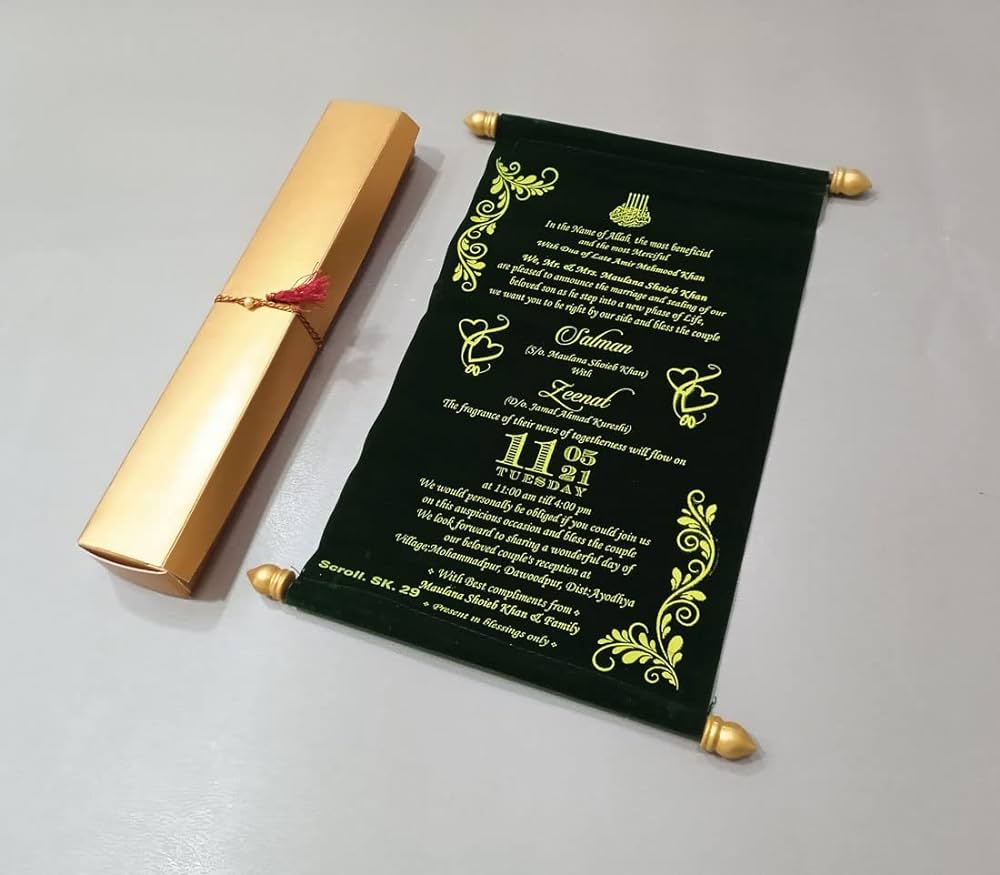 In the Name of Allah, the most beneficial
and the most Merciful
With Dua of Late Amir Mehmood Khan
We, Mr. & Mrs. Maulana Shoieb Khan
are pleased to announce the marriage and sealing of our
beloved son as he step into a new phase of Life,
we want you to be right by our side and bless the couple
Salman
(S/o. Maulana Shoieb Khan)
With
Zeenat
(D/o. Jamal Ahmad Kureshi)
The fragrance of their news of togetherness will flow on
11 05 21
TUESDAY
at 11:00 am till 4:00 pm
We would personally be obliged if you could join us
on this auspicious occasion and bless the couple
We look forward to sharing a wonderful day of
our beloved couple's reception at
Village;Mohammadpur, Dawoodpur, Dist:Ayodhya
With Best compliments from
Maulana Shoieb Khan & Family
Present in blessings only
Scroll. SK. 29